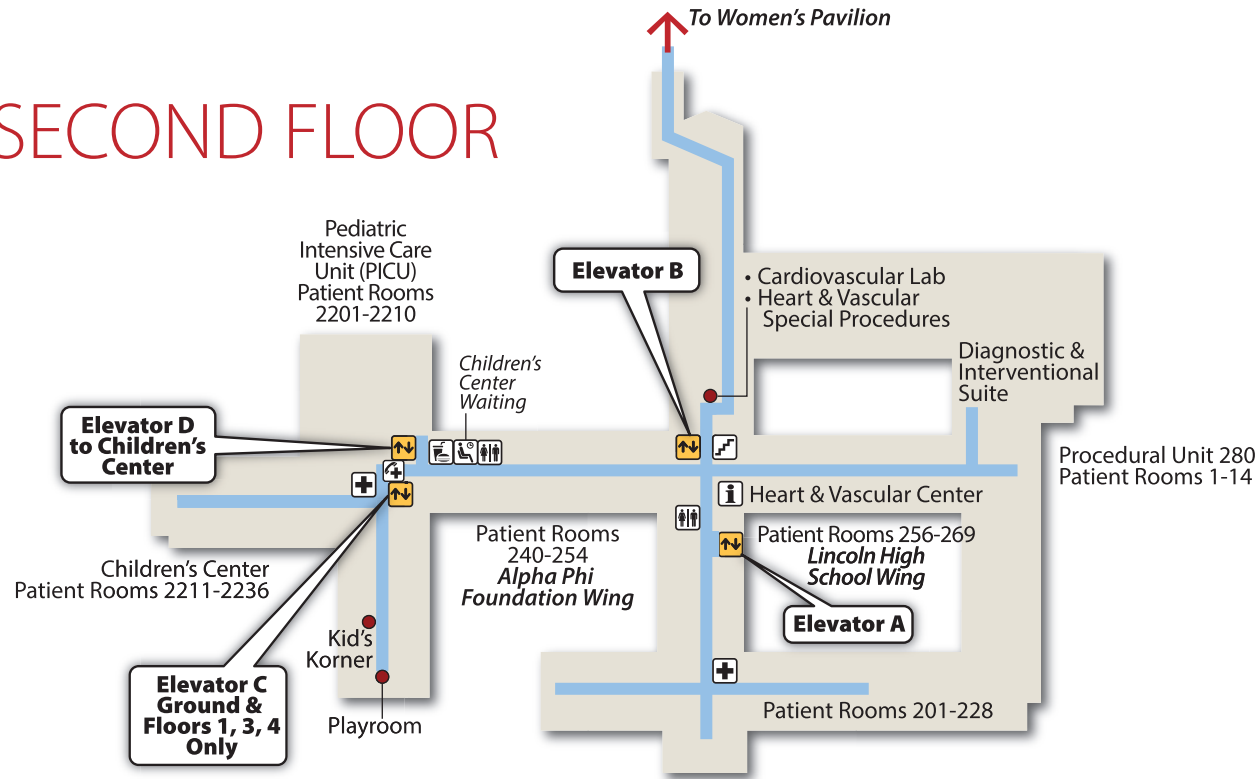 To Women's Pavilion
SECOND FLOOR
Pediatric
Intensive Care
Unit (PICU)
Patient Rooms
2201-2210
Elevator B
• Cardiovascular Lab
• Heart & Vascular
Special Procedures
Children's
Center
Waiting
Diagnostic &
Interventional
Suite
Elevator D
to Children's
Center
Procedural Unit 280
Patient Rooms 1-14
i Heart & Vascular Center
Patient Rooms
240-254
Alpha Phi
Foundation Wing
Patient Rooms 256-269
Lincoln High
School Wing
Children's Center
Patient Rooms 2211-2236
Elevator A
Kid's
Korner
Elevator C
Ground &
Floors 1, 3, 4
Only
Playroom
Patient Rooms 201-228